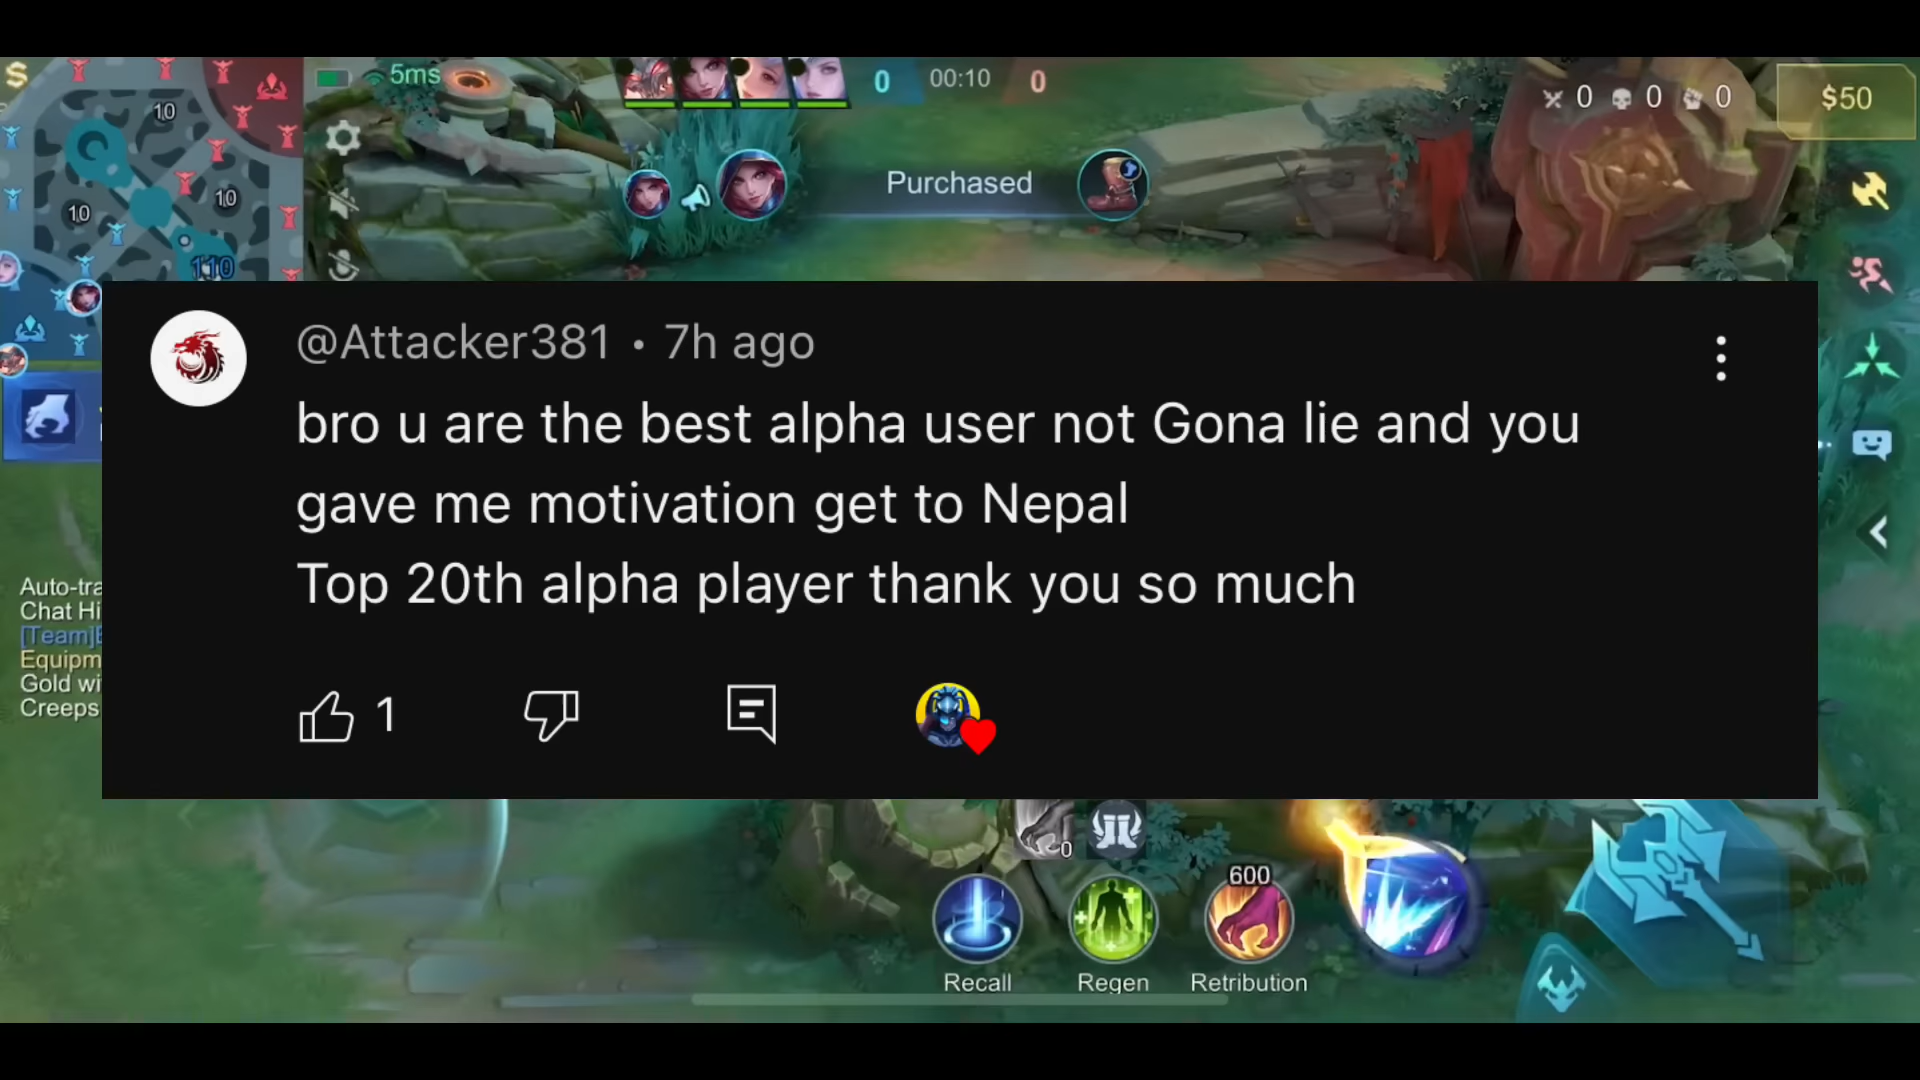 5ms
0
00:10
0
0
0
0
$50
10
10
10
110
Purchased
@Attacker381 • 7h ago
bro u are the best alpha user not Gona lie and you
gave me motivation get to Nepal
Top 20th alpha player thank you so much
1
Auto-tra
Chat Hi
[Team]
Equipm
Gold wi
Creeps
0
600
Recall
Regen
Retribution